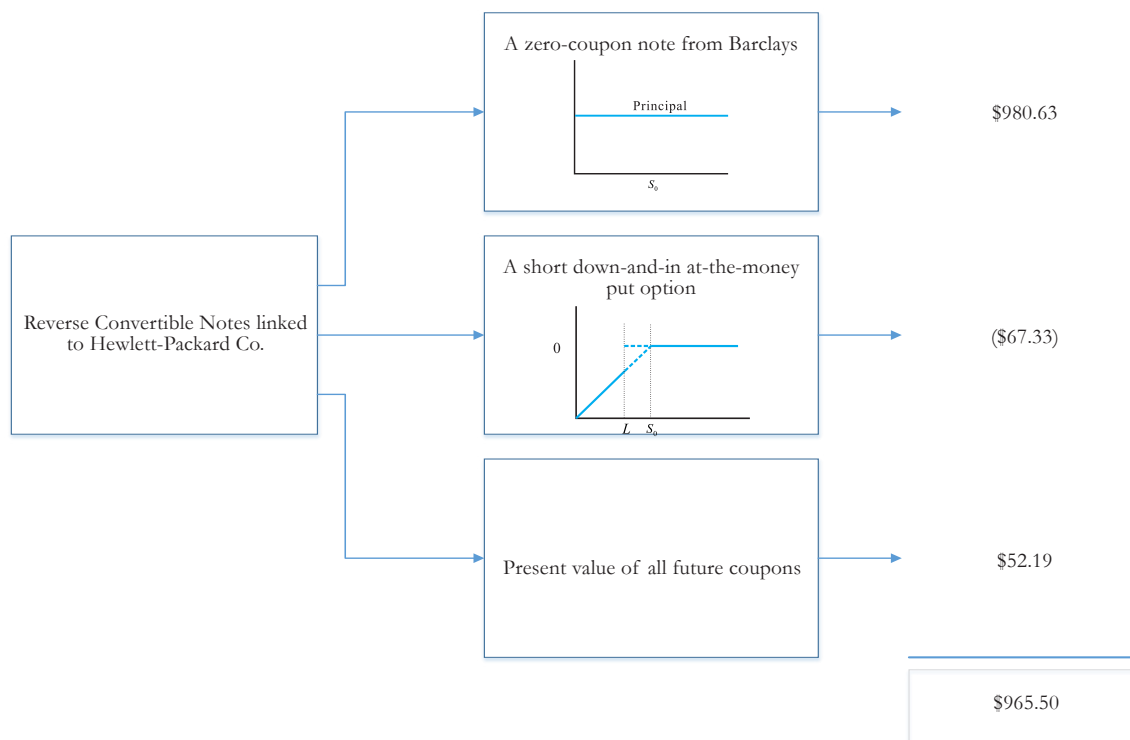 A zero-coupon note from Barclays
Principal
S₀
$980.63
Reverse Convertible Notes linked
to Hewlett-Packard Co.
A short down-and-in at-the-money
put option
0
L S₀
($67.33)
Present value of all future coupons
$52.19
$965.50